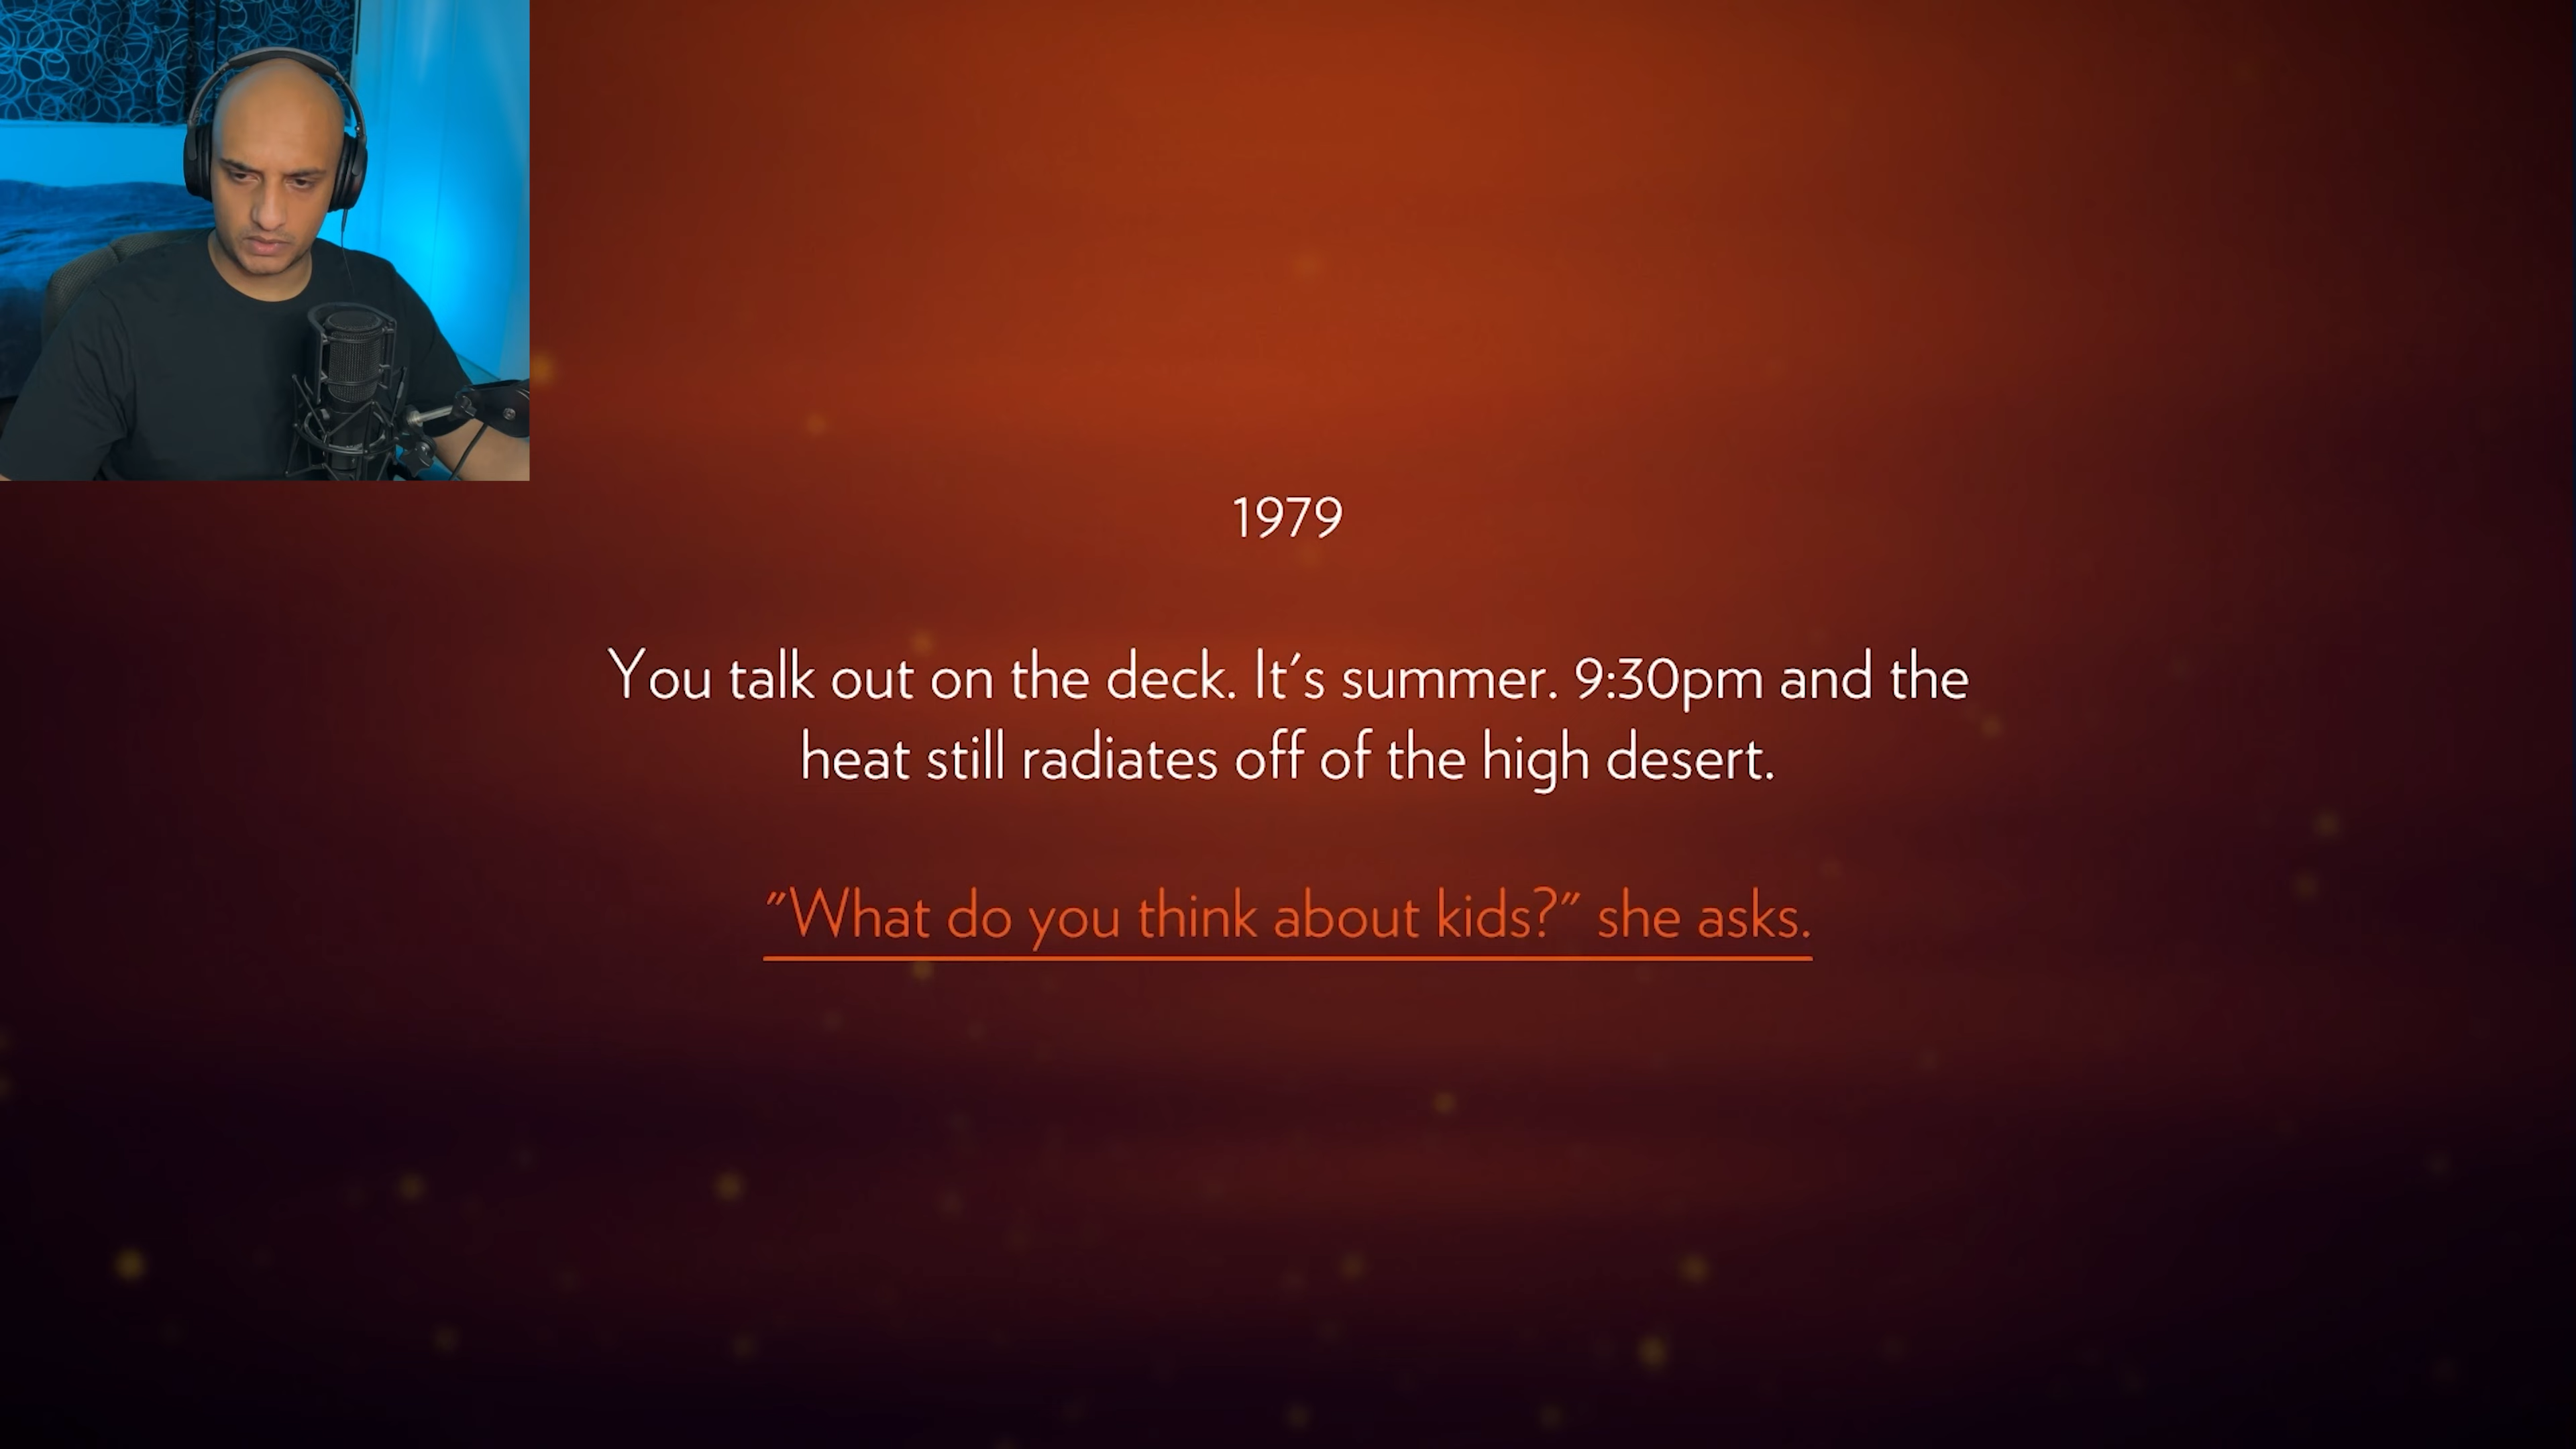 1979
You talk out on the deck. It's summer. 9:30pm and the
heat still radiates off of the high desert.
"What do you think about kids?" she asks.